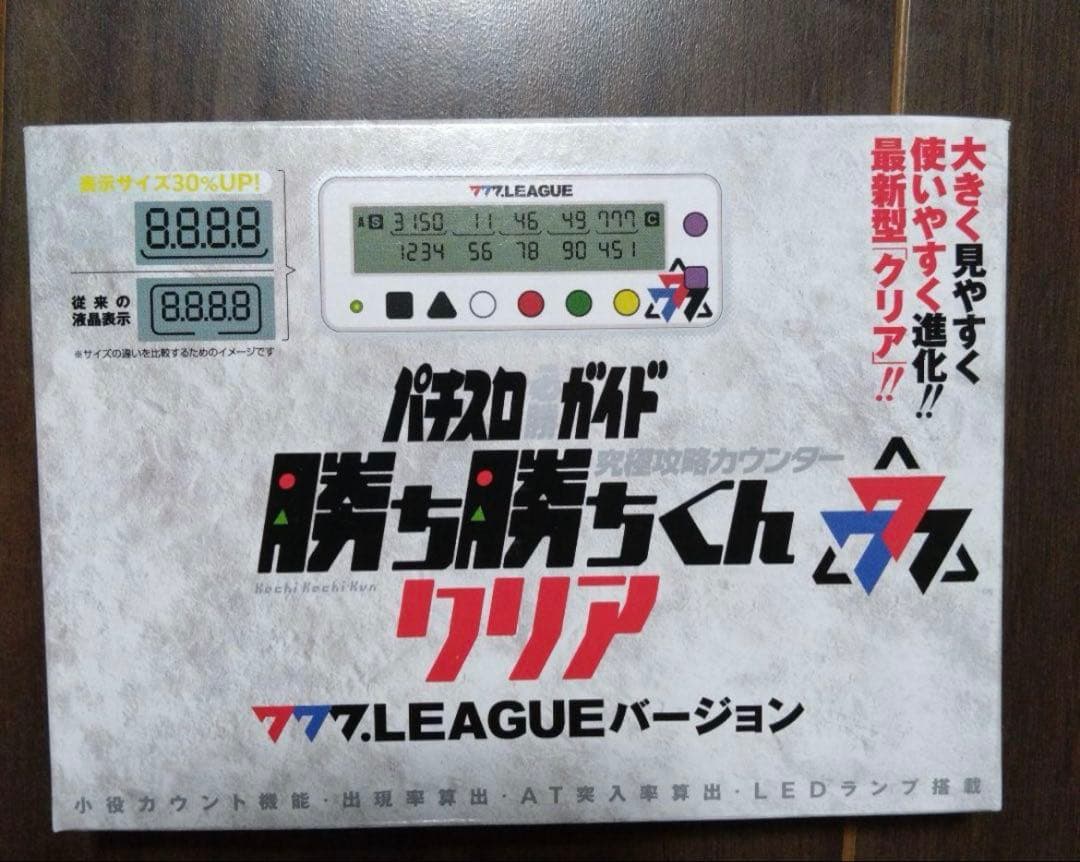 表示サイズ30%UP!
8.8.8.8
従来の
液晶表示
8.8.8.8
※サイズの違いを比較するためのイメージです
777.LEAGUE
S 3150 11 46 49 777 C
1234 56 78 90 451
777
大きく見やすく
使いやすく進化!!
最新型「クリア」!!
パチスロ必勝ガイド
究極攻略カウンター
勝ち勝ちくん
Kachi Kachi Kun
クリア
777
777.LEAGUEバージョン
小役カウント機能・出現率算出・AT突入率算出・LEDランプ搭載